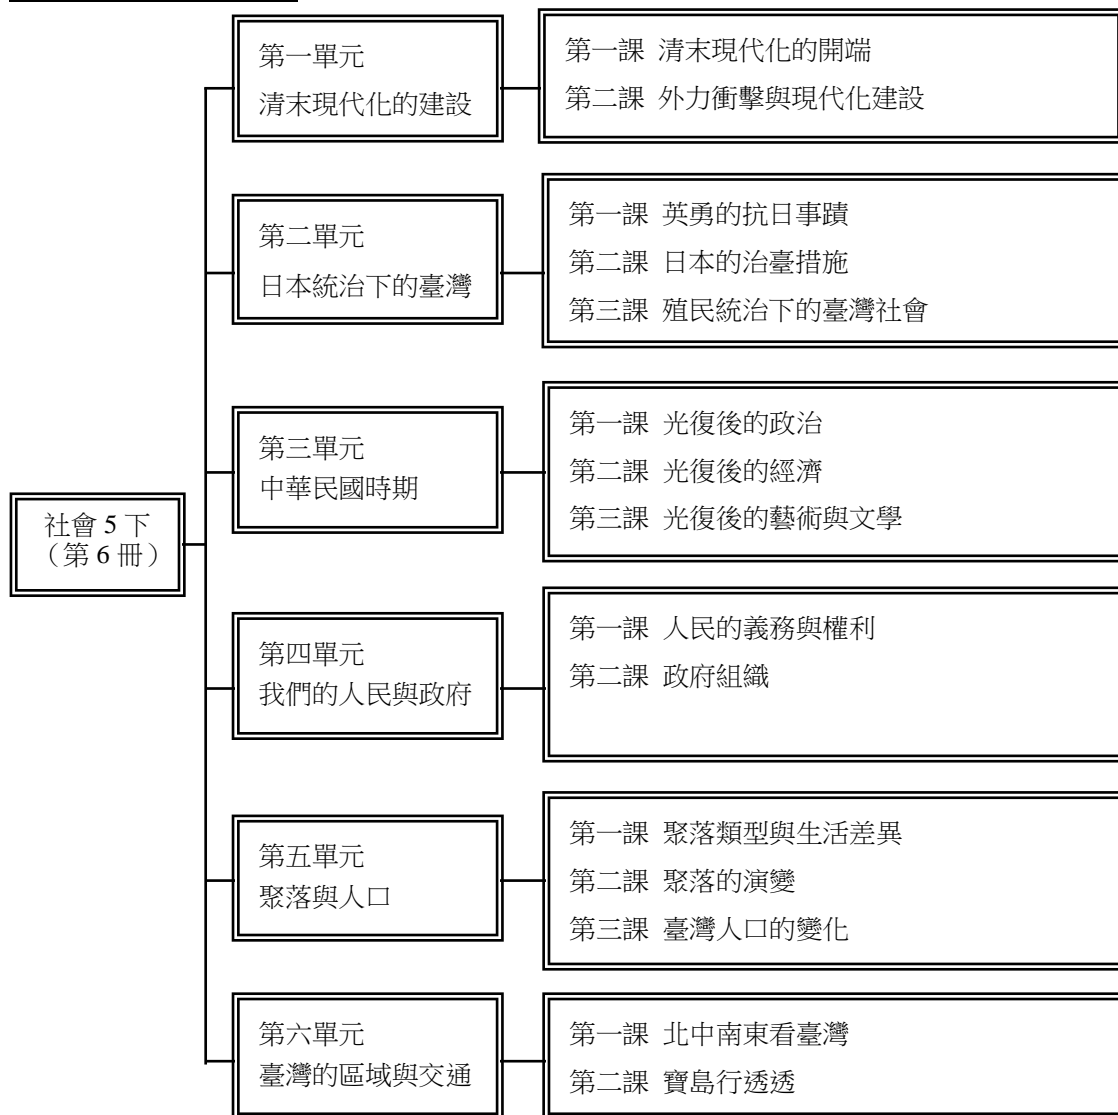 社會 5 下
（第 6 冊）
第一單元
清末現代化的建設
第一課 清末現代化的開端
第二課 外力衝擊與現代化建設
第二單元
日本統治下的臺灣
第一課 英勇的抗日事蹟
第二課 日本的治臺措施
第三課 殖民統治下的臺灣社會
第三單元
中華民國時期
第一課 光復後的政治
第二課 光復後的經濟
第三課 光復後的藝術與文學
第四單元
我們的人民與政府
第一課 人民的義務與權利
第二課 政府組織
第五單元
聚落與人口
第一課 聚落類型與生活差異
第二課 聚落的演變
第三課 臺灣人口的變化
第六單元
臺灣的區域與交通
第一課 北中南東看臺灣
第二課 寶島行透透